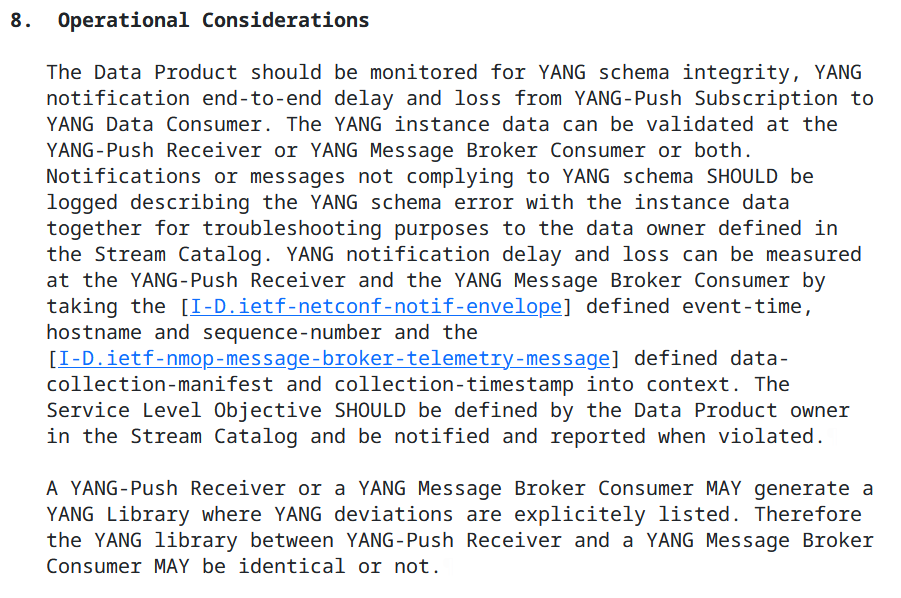 8.  Operational Considerations
The Data Product should be monitored for YANG schema integrity, YANG
notification end-to-end delay and loss from YANG-Push Subscription to
YANG Data Consumer. The YANG instance data can be validated at the
YANG-Push Receiver or YANG Message Broker Consumer or both.
Notifications or messages not complying to YANG schema SHOULD be
logged describing the YANG schema error with the instance data
together for troubleshooting purposes to the data owner defined in
the Stream Catalog. YANG notification delay and loss can be measured
at the YANG-Push Receiver and the YANG Message Broker Consumer by
taking the [I-D.ietf-netconf-notif-envelope] defined event-time,
hostname and sequence-number and the
[I-D.ietf-nmop-message-broker-telemetry-message] defined data-
collection-manifest and collection-timestamp into context. The
Service Level Objective SHOULD be defined by the Data Product owner
in the Stream Catalog and be notified and reported when violated.
A YANG-Push Receiver or a YANG Message Broker Consumer MAY generate a
YANG Library where YANG deviations are explicitely listed. Therefore
the YANG library between YANG-Push Receiver and a YANG Message Broker
Consumer MAY be identical or not.